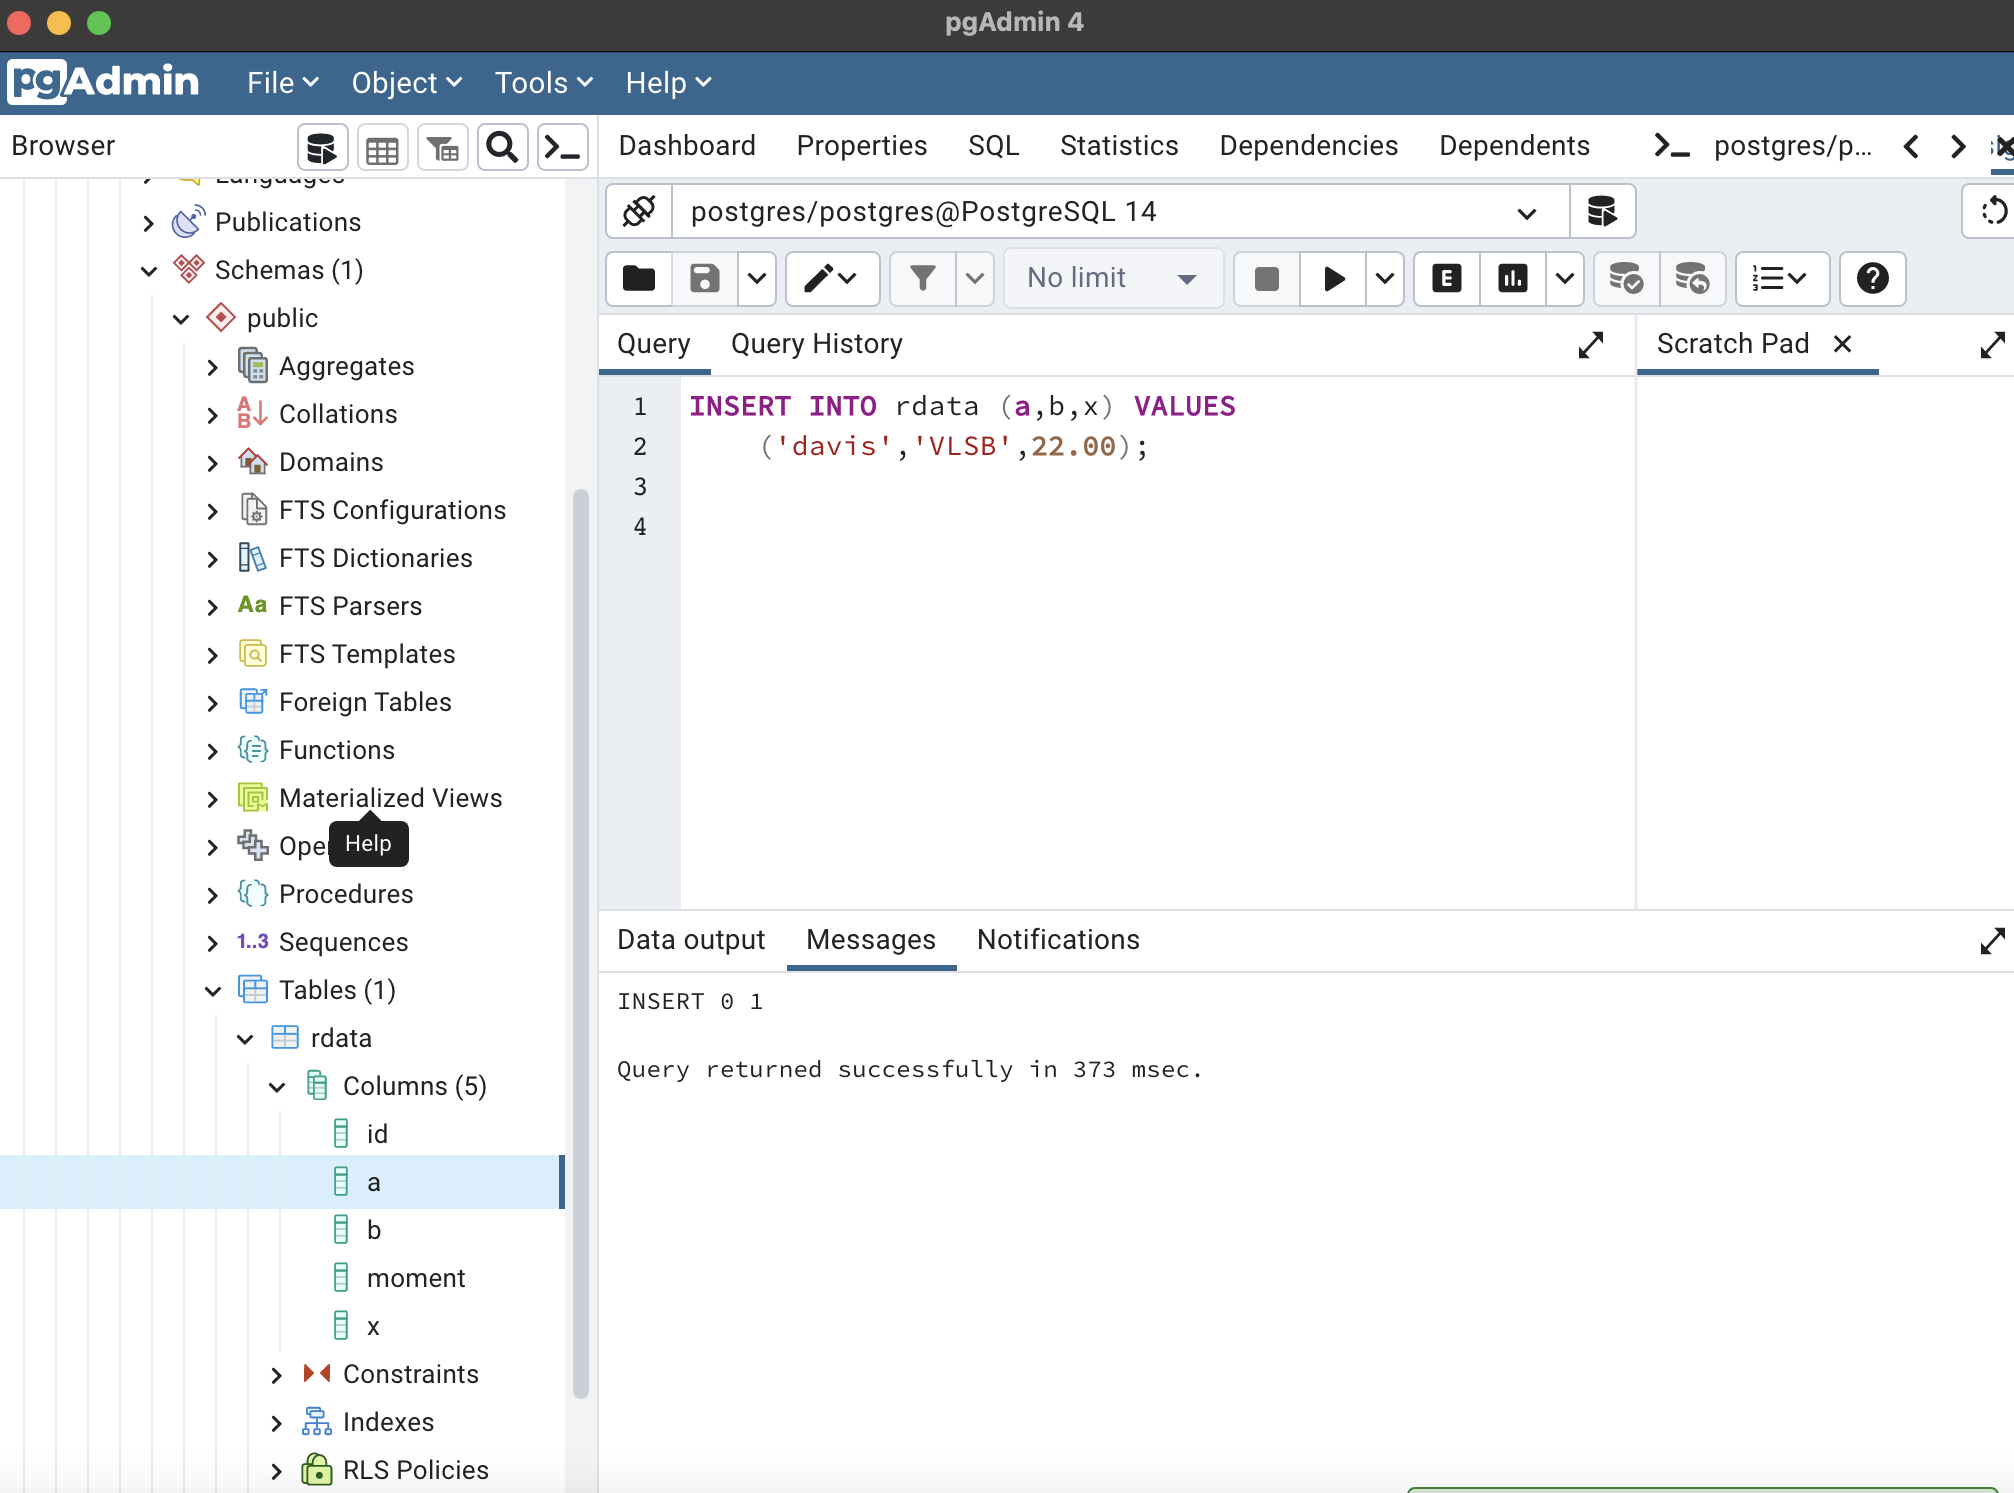 pgAdmin 4
pgAdmin File Object Tools Help
Browser
Dashboard Properties SQL Statistics Dependencies Dependents postgres/p...
Languages
Publications
Schemas (1)
public
Aggregates
Collations
Domains
FTS Configurations
FTS Dictionaries
Aa FTS Parsers
FTS Templates
Foreign Tables
Functions
Materialized Views
Help
Procedures
1..3 Sequences
Tables (1)
rdata
Columns (5)
id
a
b
moment
x
Constraints
Indexes
RLS Policies
postgres/postgres@PostgreSQL 14
No limit E
Query Query History
Scratch Pad
1 INSERT INTO rdata (a,b,x) VALUES
2 ('davis','VLSB',22.00);
3
4
Data output Messages Notifications
INSERT 0 1
Query returned successfully in 373 msec.